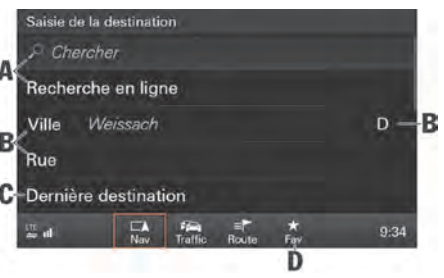 Saisie de la destination
Chercher
A
Recherche en ligne
Ville Weissach D B
B
Rue
C Dernière destination
LTE Nav Traffic Route Fav 9:34
D